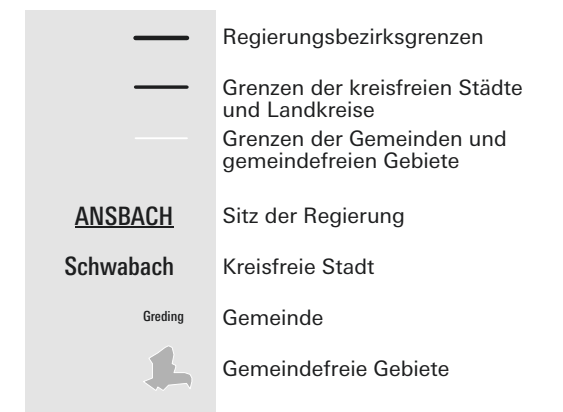 Regierungsbezirksgrenzen
Grenzen der kreisfreien Städte
und Landkreise
Grenzen der Gemeinden und
gemeindefreien Gebiete
ANSBACH Sitz der Regierung
Schwabach Kreisfreie Stadt
Greding Gemeinde
Gemeindefreie Gebiete